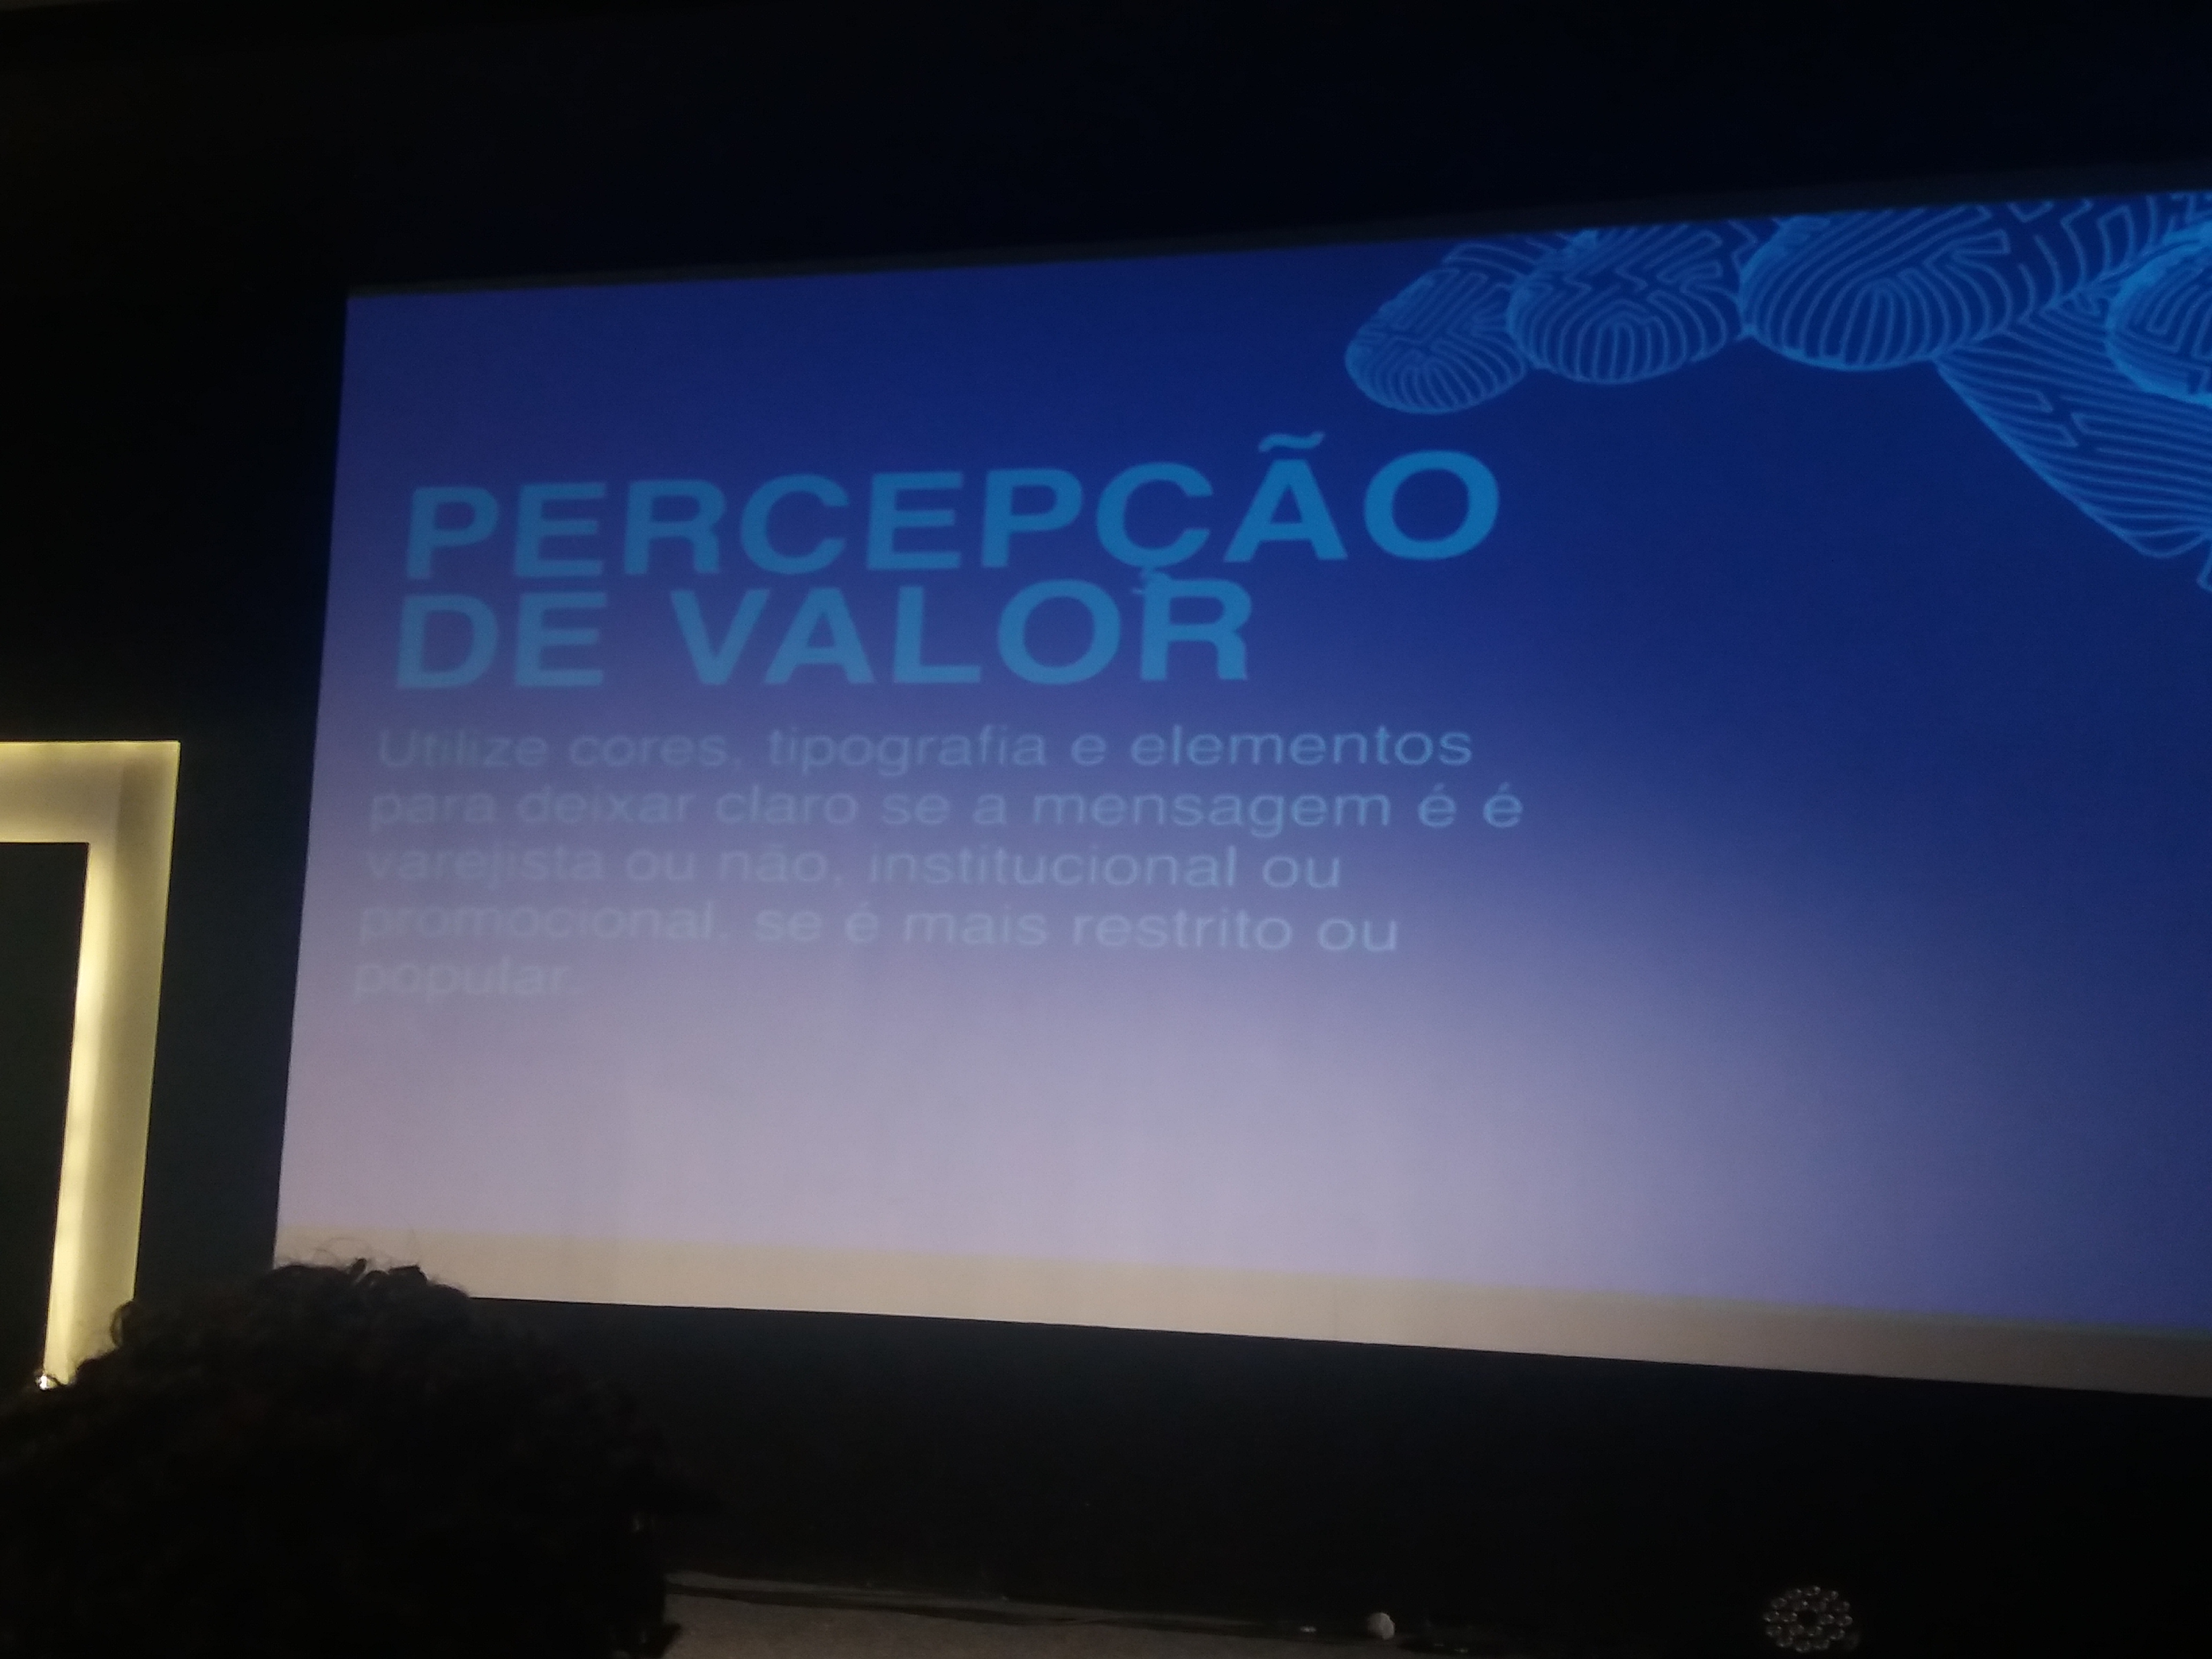 PERCEPÇÃO
DE VALOR
Utilize cores, tipografia e elementos
para deixar claro se a mensagem é é
varejista ou não, institucional ou
promocional, se é mais restrito ou
popular.